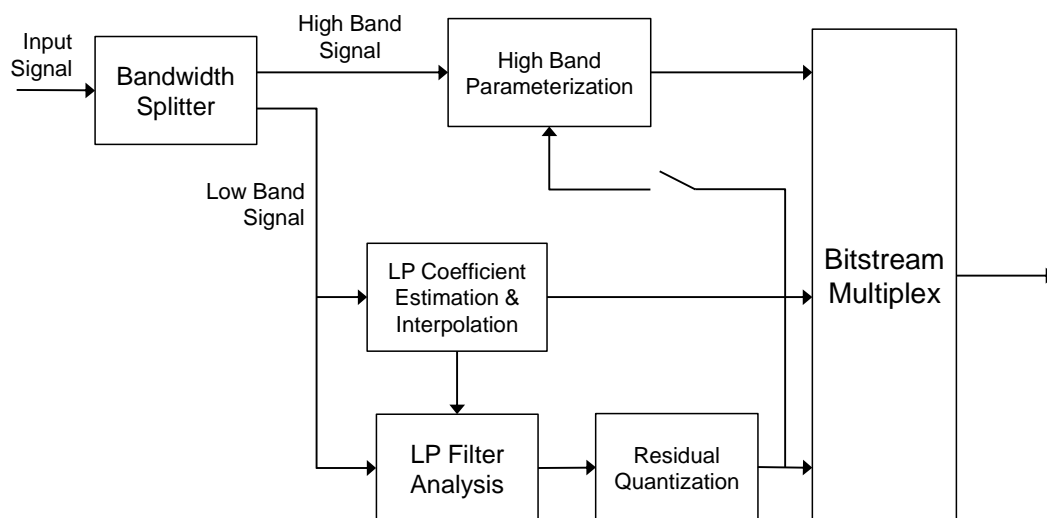 Input
Signal
Bandwidth
Splitter
High Band
Signal
High Band
Parameterization
Low Band
Signal
LP Coefficient
Estimation &
Interpolation
LP Filter
Analysis
Residual
Quantization
Bitstream
Multiplex